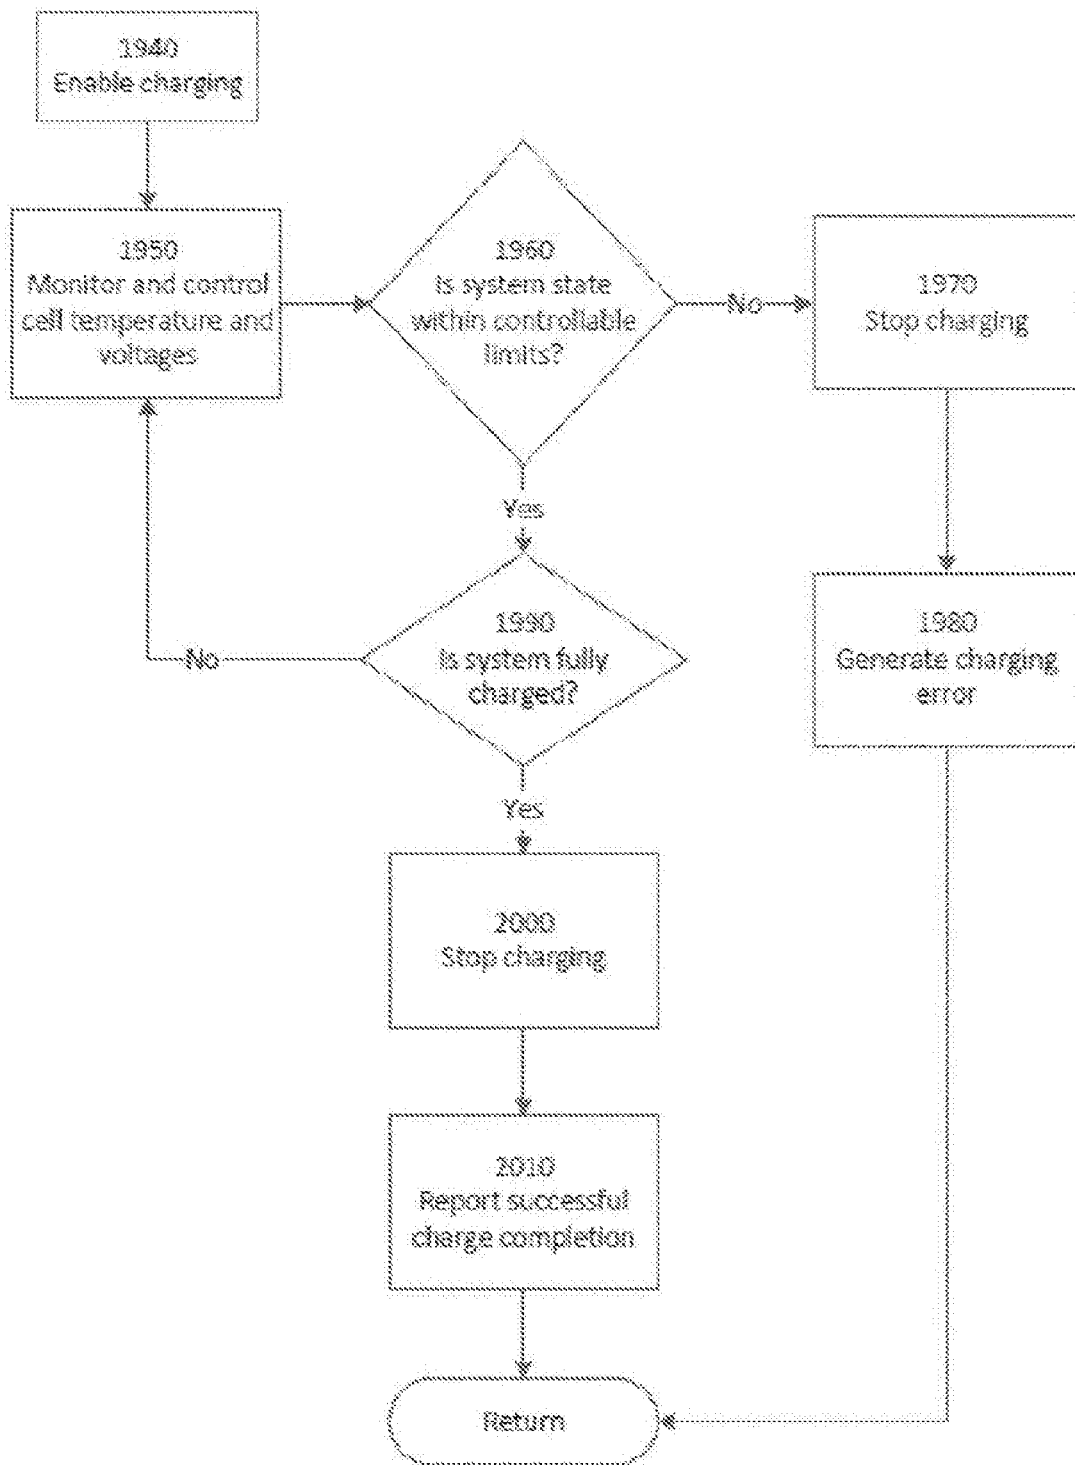 1940
Enable charging
1950
Monitor and control
cell temperature and
voltages
1960
Is system state
within controllable
limits?
No
1970
Stop charging
Yes
1990
Is system fully
charged?
No
1980
Generate charging
error
Yes
2000
Stop charging
2010
Report successful
charge completion
Return